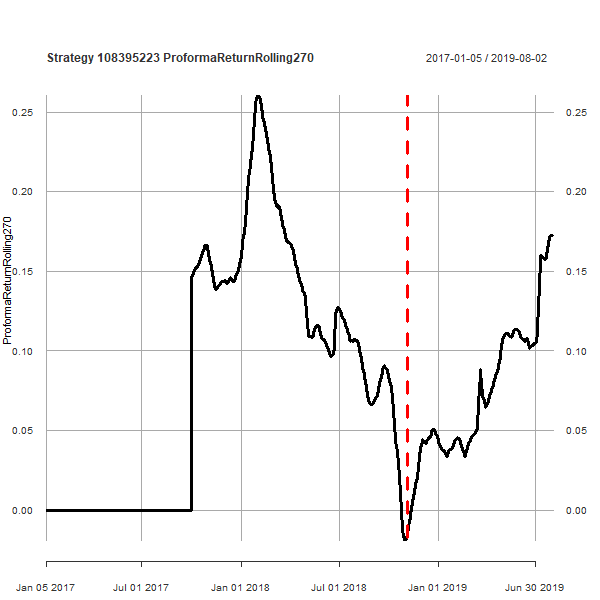 Strategy 108395223 ProformaReturnRolling270
2017-01-05 / 2019-08-02
ProformaReturnRolling270
0.25
0.20
0.15
0.10
0.05
0.00
0.25
0.20
0.15
0.10
0.05
0.00
Jan 05 2017
Jul 01 2017
Jan 01 2018
Jul 01 2018
Jan 01 2019
Jun 30 2019